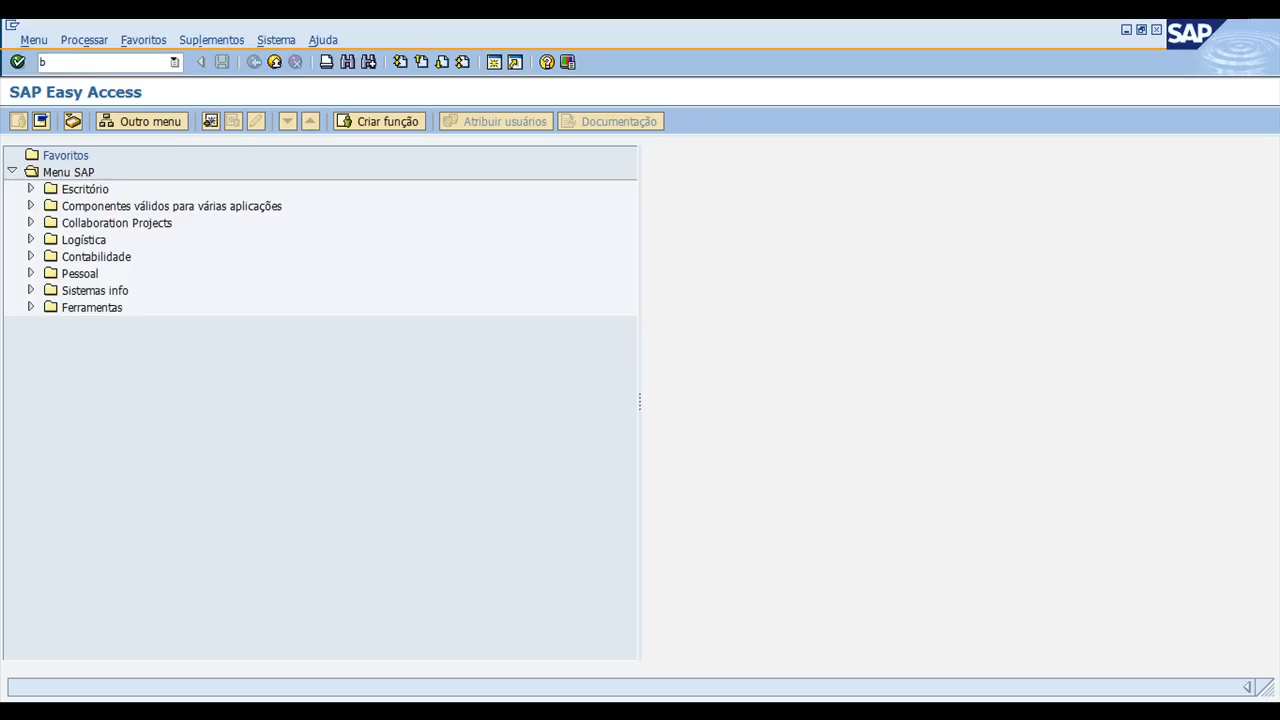 Menu Processar Favoritos Suplementos Sistema Ajuda
SAP
b
SAP Easy Access
Outro menu Criar função Atribuir usuários Documentação
Favoritos
Menu SAP
Escritório
Componentes válidos para várias aplicações
Collaboration Projects
Logística
Contabilidade
Pessoal
Sistemas info
Ferramentas